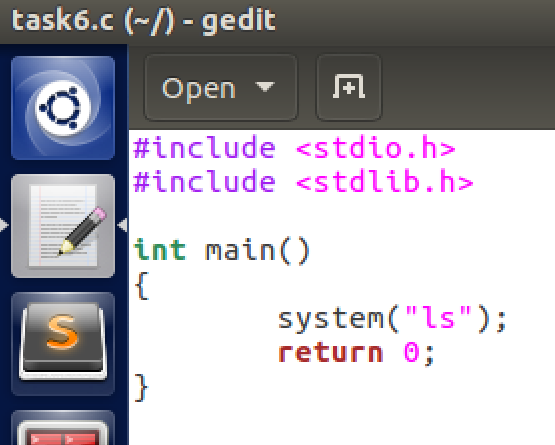 task6.c (~/) - gedit
Open
#include <stdio.h>
#include <stdlib.h>
int main()
{
system("ls");
return 0;
}